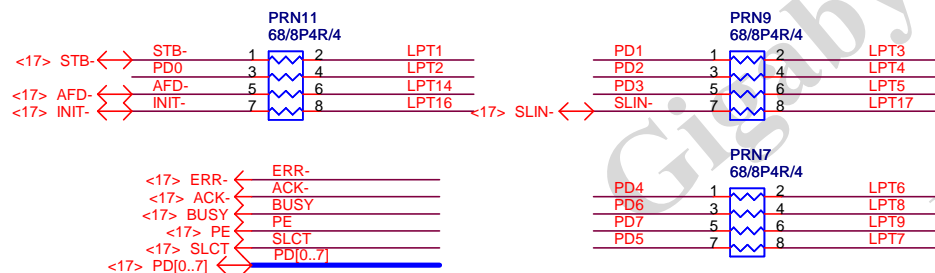 PRN11
68/8P4R/4
<17> STB- STB- 1 2 LPT1
PD0 3 4 LPT2
<17> AFD- AFD- 5 6 LPT14
<17> INIT- INIT- 7 8 LPT16
PRN9
68/8P4R/4
PD1 1 2 LPT3
PD2 3 4 LPT4
PD3 5 6 LPT5
<17> SLIN- SLIN- 7 8 LPT17
<17> ERR- ERR-
<17> ACK- ACK-
<17> BUSY BUSY
<17> PE PE
<17> SLCT SLCT
<17> PD[0..7] PD[0..7]
PRN7
68/8P4R/4
PD4 1 2 LPT6
PD6 3 4 LPT8
PD7 5 6 LPT9
PD5 7 8 LPT7
Gigaby